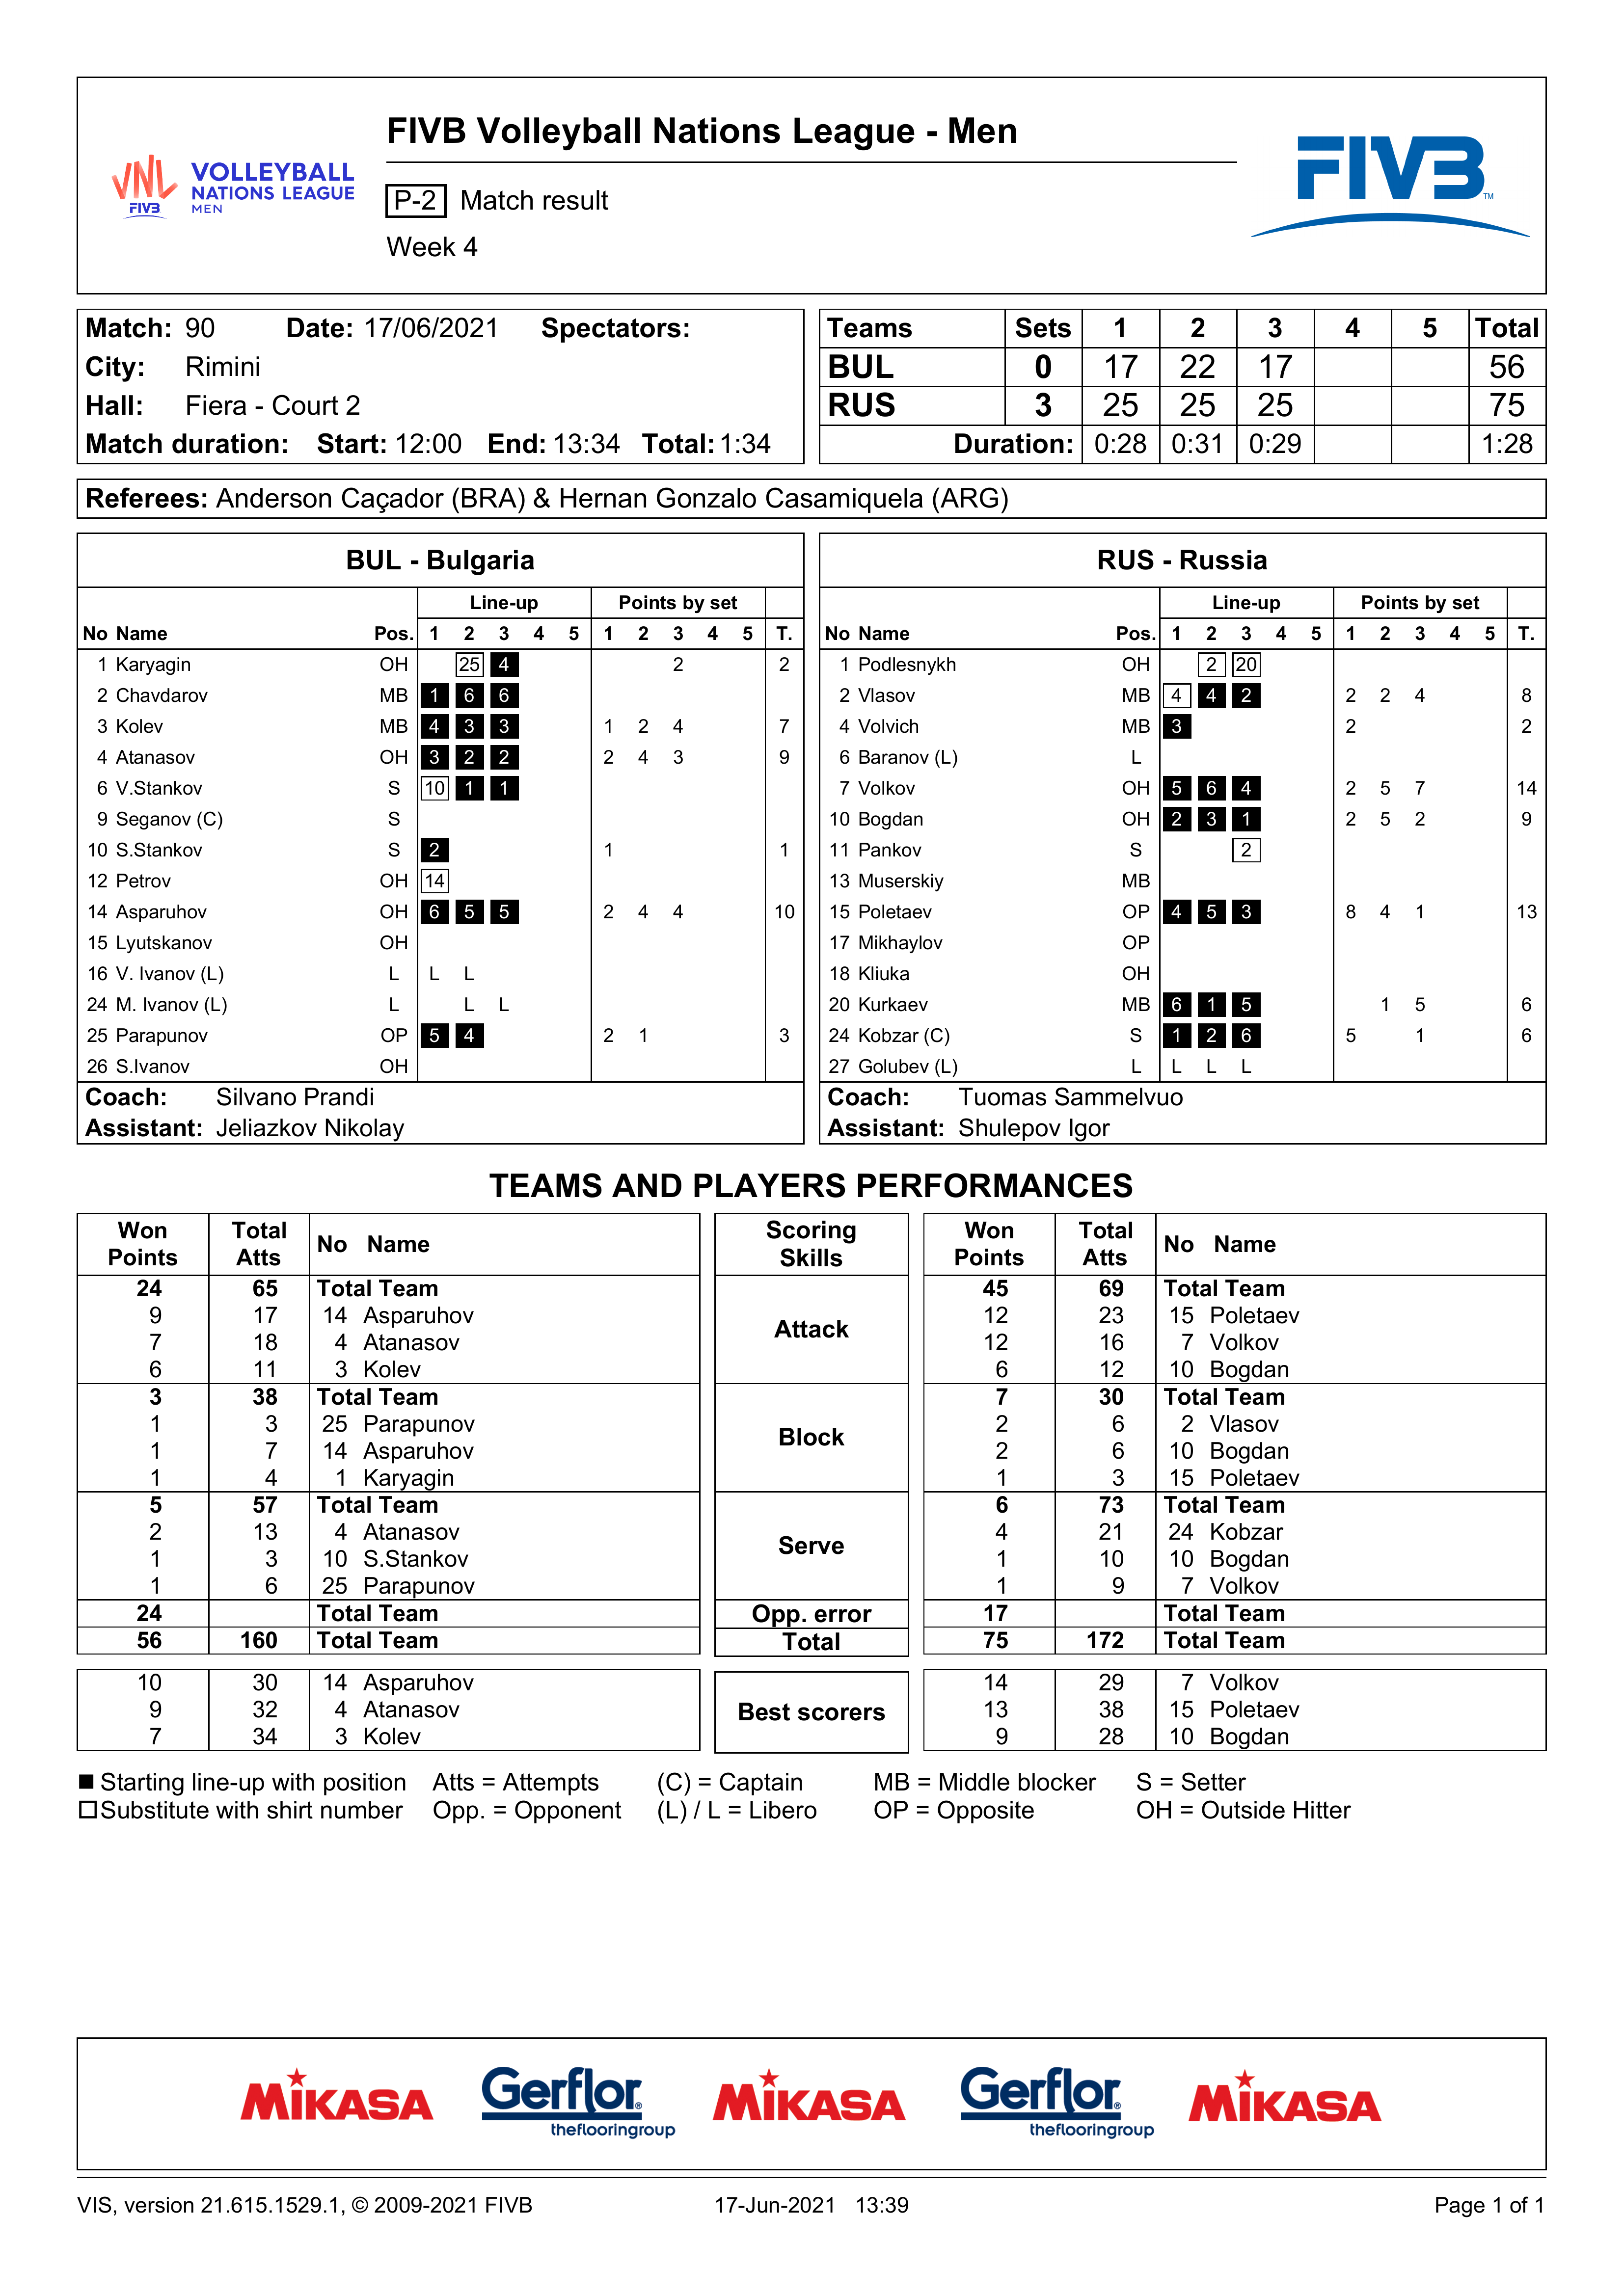 FIVB Volleyball Nations League - Men
VNL FIVB
VOLLEYBALL
NATIONS LEAGUE
MEN
P-2 Match result
Week 4
FIVB TM
Match: 90 Date: 17/06/2021 Spectators:
City: Rimini
Hall: Fiera - Court 2
Match duration: Start: 12:00 End: 13:34 Total: 1:34
Teams Sets 1 2 3 4 5 Total
BUL 0 17 22 17 56
RUS 3 25 25 25 75
Duration: 0:28 0:31 0:29 1:28
Referees: Anderson Caçador (BRA) & Hernan Gonzalo Casamiquela (ARG)
BUL - Bulgaria
Line-up Points by set
No Name Pos. 1 2 3 4 5 1 2 3 4 5 T.
1 Karyagin OH 25 4 2 2
2 Chavdarov MB 1 6 6
3 Kolev MB 4 3 3 1 2 4 7
4 Atanasov OH 3 2 2 2 4 3 9
6 V.Stankov S 10 1 1
9 Seganov (C) S
10 S.Stankov S 2 1 1
12 Petrov OH 14
14 Asparuhov OH 6 5 5 2 4 4 10
15 Lyutskanov OH
16 V. Ivanov (L) L L L
24 M. Ivanov (L) L L L
25 Parapunov OP 5 4 2 1 3
26 S.Ivanov OH
Coach: Silvano Prandi
Assistant: Jeliazkov Nikolay
RUS - Russia
Line-up Points by set
No Name Pos. 1 2 3 4 5 1 2 3 4 5 T.
1 Podlesnykh OH 2 20
2 Vlasov MB 4 4 2 2 2 4 8
4 Volvich MB 3 2 2
6 Baranov (L) L
7 Volkov OH 5 6 4 2 5 7 14
10 Bogdan OH 2 3 1 2 5 2 9
11 Pankov S 2
13 Muserskiy MB
15 Poletaev OP 4 5 3 8 4 1 13
17 Mikhaylov OP
18 Kliuka OH
20 Kurkaev MB 6 1 5 1 5 6
24 Kobzar (C) S 1 2 6 5 1 6
27 Golubev (L) L L L L
Coach: Tuomas Sammelvuo
Assistant: Shulepov Igor
TEAMS AND PLAYERS PERFORMANCES
Won Points Total Atts No Name Scoring Skills Won Points Total Atts No Name
24 65 Total Team Attack 45 69 Total Team
9 17 14 Asparuhov 12 23 15 Poletaev
7 18 4 Atanasov 12 16 7 Volkov
6 11 3 Kolev 6 12 10 Bogdan
3 38 Total Team Block 7 30 Total Team
1 3 25 Parapunov 2 6 2 Vlasov
1 7 14 Asparuhov 2 6 10 Bogdan
1 4 1 Karyagin 1 3 15 Poletaev
5 57 Total Team Serve 6 73 Total Team
2 13 4 Atanasov 4 21 24 Kobzar
1 3 10 S.Stankov 1 10 10 Bogdan
1 6 25 Parapunov 1 9 7 Volkov
24 Total Team Opp. error 17 Total Team
56 160 Total Team Total 75 172 Total Team
10 30 14 Asparuhov Best scorers 14 29 7 Volkov
9 32 4 Atanasov 13 38 15 Poletaev
7 34 3 Kolev 9 28 10 Bogdan
Starting line-up with position Atts = Attempts (C) = Captain MB = Middle blocker S = Setter
Substitute with shirt number Opp. = Opponent (L) / L = Libero OP = Opposite OH = Outside Hitter
MIKASA Gerflor® theflooringgroup MIKASA Gerflor® theflooringgroup MIKASA
VIS, version 21.615.1529.1, © 2009-2021 FIVB 17-Jun-2021 13:39 Page 1 of 1